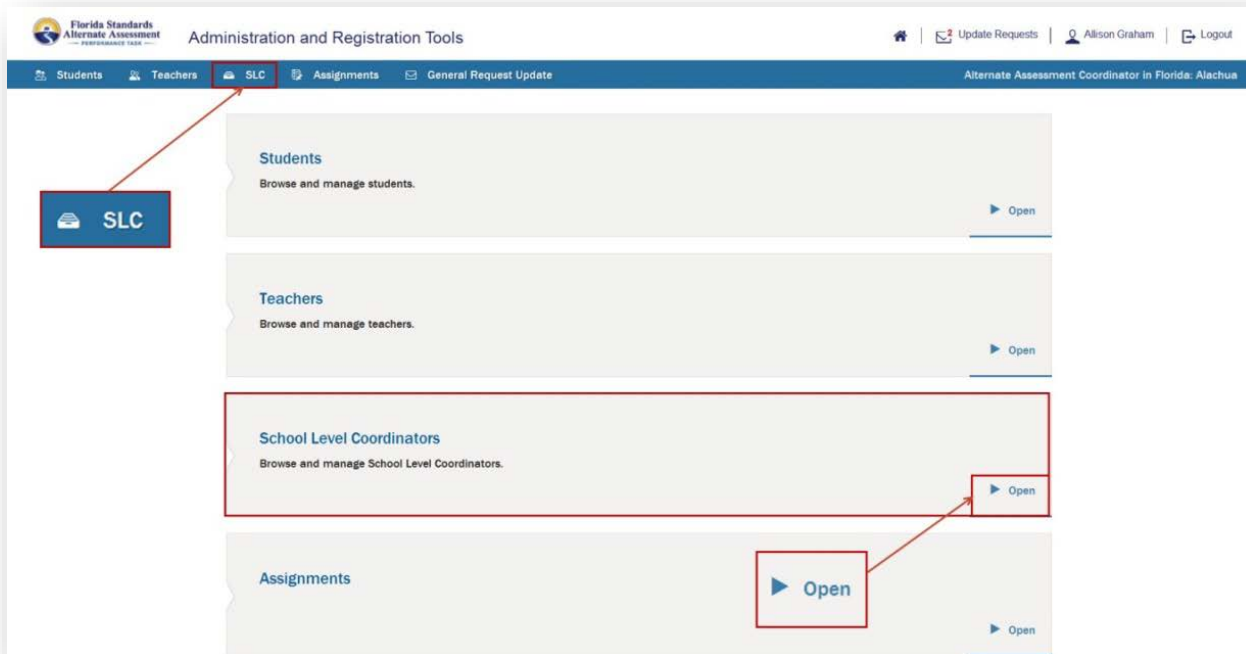 Florida Standards
Alternate Assessment
PERFORMANCE TASK
Administration and Registration Tools
2 Update Requests
Allison Graham
Logout
Students
Teachers
SLC
Assignments
General Request Update
Alternate Assessment Coordinator in Florida: Alachua
Students
Browse and manage students.
Open
SLC
Teachers
Browse and manage teachers.
Open
School Level Coordinators
Browse and manage School Level Coordinators.
Open
Assignments
Open
Open